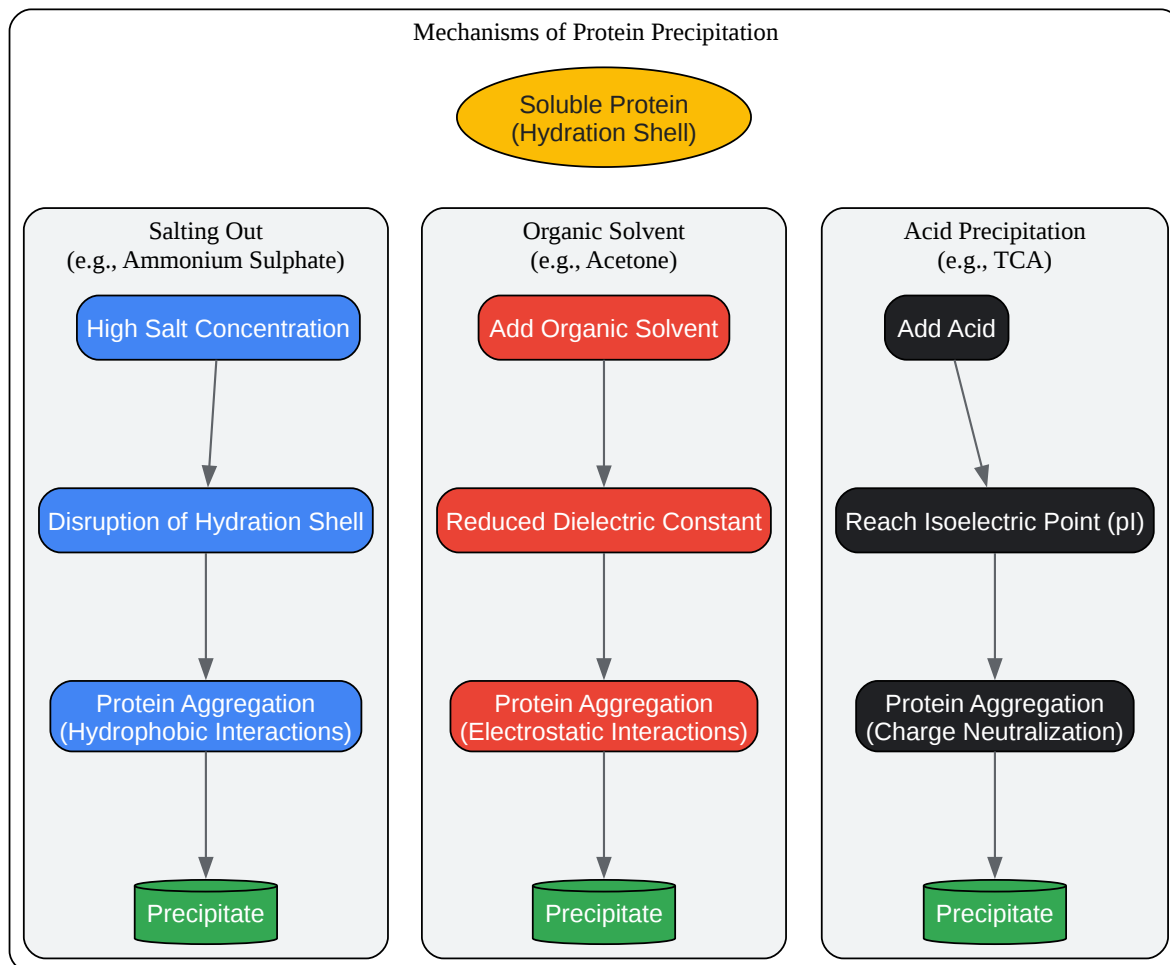 Mechanisms of Protein Precipitation
Soluble Protein
(Hydration Shell)
Salting Out
(e.g., Ammonium Sulphate)
High Salt Concentration
Disruption of Hydration Shell
Protein Aggregation
(Hydrophobic Interactions)
Precipitate
Organic Solvent
(e.g., Acetone)
Add Organic Solvent
Reduced Dielectric Constant
Protein Aggregation
(Electrostatic Interactions)
Precipitate
Acid Precipitation
(e.g., TCA)
Add Acid
Reach Isoelectric Point (pI)
Protein Aggregation
(Charge Neutralization)
Precipitate